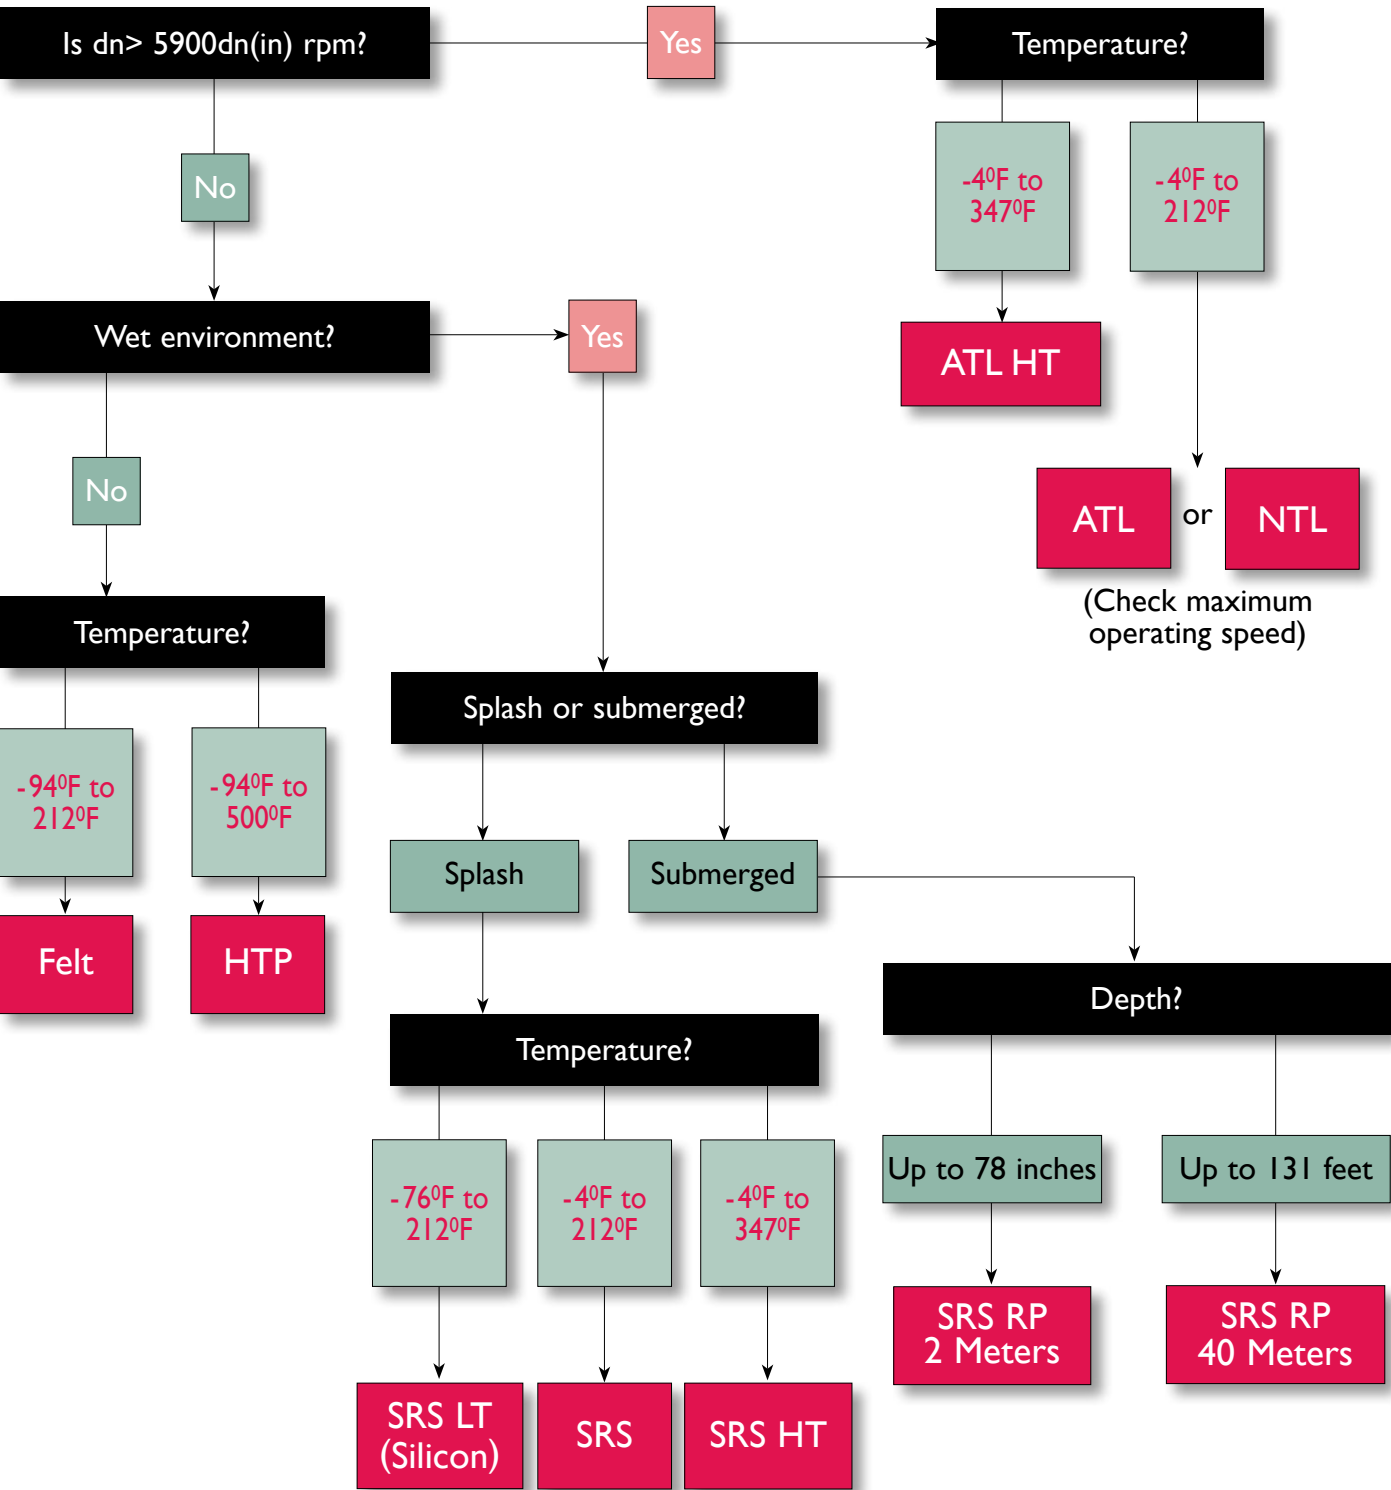 Is dn> 5900dn(in) rpm?
Yes
Temperature?
No
-4⁰F to
347⁰F
-4⁰F to
212⁰F
Wet environment?
Yes
ATL HT
No
ATL
or
NTL
(Check maximum
operating speed)
Temperature?
-94⁰F to
212⁰F
-94⁰F to
500⁰F
Felt
HTP
Splash or submerged?
Splash
Submerged
Temperature?
-76⁰F to
212⁰F
-4⁰F to
212⁰F
-4⁰F to
347⁰F
SRS LT
(Silicon)
SRS
SRS HT
Depth?
Up to 78 inches
Up to 131 feet
SRS RP
2 Meters
SRS RP
40 Meters